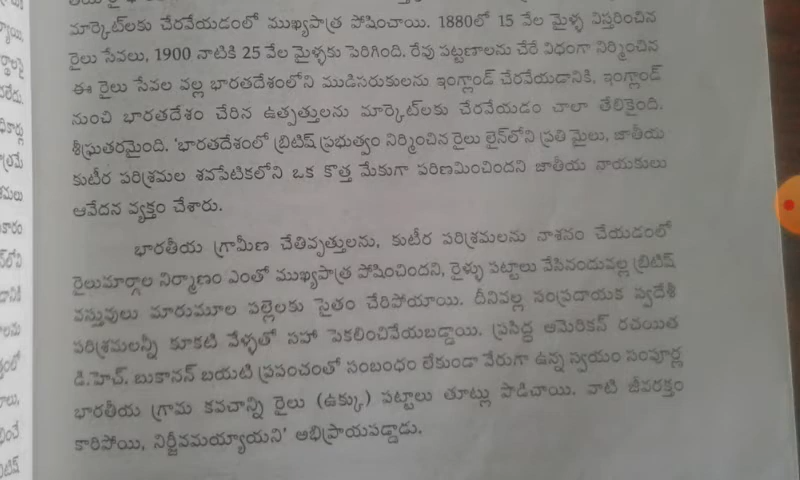 మార్కెట్‌లకు చేరవేయడంలో ముఖ్యపాత్ర పోషించాయి. 1880లో 15 వేల మైళ్ళ విస్తరించిన
రైలు సేవలు, 1900 నాటికి 25 వేల మైళ్ళకు పెరిగింది. రేవు పట్టణాలను చేరే విధంగా నిర్మించిన
ఈ రైలు సేవల వల్ల భారతదేశంలోని ముడిసరుకులను ఇంగ్లాండ్ చేరవేయడానికి, ఇంగ్లాండ్
నుంచి భారతదేశం చేరిన ఉత్పత్తులను మార్కెట్‌లకు చేరవేయడం చాలా తేలికైంది.
శీఘ్రతరమైంది. 'భారతదేశంలో బ్రిటిష్ ప్రభుత్వం నిర్మించిన రైలు లైన్‌లోని ప్రతి మైలు, జాతీయ
కుటీర పరిశ్రమల శవపేటికలోని ఒక కొత్త మేకుగా పరిణమించిందని జాతీయ నాయకులు
ఆవేదన వ్యక్తం చేశారు.
భారతీయ గ్రామీణ చేతివృత్తులను, కుటీర పరిశ్రమలను నాశనం చేయడంలో
రైలుమార్గాల నిర్మాణం ఎంతో ముఖ్యపాత్ర పోషించిందని, రైళ్ళు పట్టాలు వేసినందువల్ల బ్రిటిష్
వస్తువులు మారుమూల పల్లెలకు సైతం చేరిపోయాయి. దీనివల్ల సంప్రదాయక స్వదేశీ
పరిశ్రమలన్నీ కూకటి వేళ్ళతో సహా పెకలించివేయబడ్డాయి. ప్రసిద్ధ అమెరికన్ రచయిత
డి.హెచ్. బుకానన్ బయటి ప్రపంచంతో సంబంధం లేకుండా వేరుగా ఉన్న స్వయం సంపూర్ణ
భారతీయ గ్రామ కవచాన్ని రైలు (ఉక్కు) పట్టాలు తూట్లు పొడిచాయి. వాటి జీవరక్తం
కారిపోయి, నిర్జీవమయ్యాయని' అభిప్రాయపడ్డాడు.